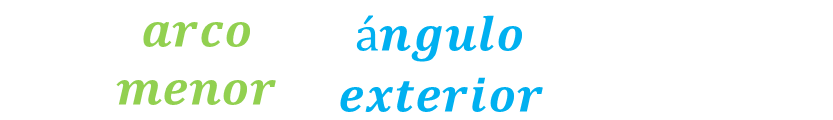 arco
menor
ángulo
exterior